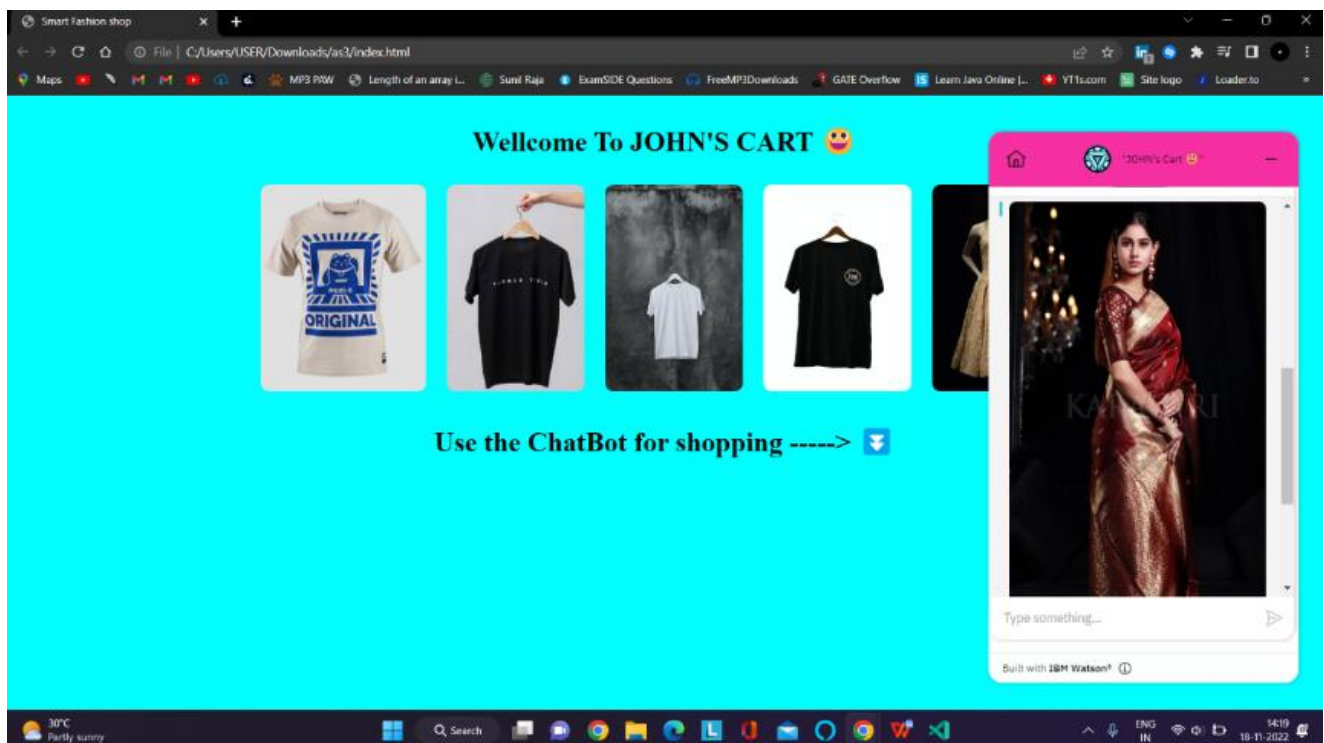 Smart Fashion shop
File | C:/Users/USER/Downloads/as3/index.html
Maps
MP3 PAW
Length of an array i...
Sunil Raja
ExamSIDE Questions
FreeMP3Downloads
GATE Overflow
IS Learn Java Online |...
YT1s.com
Site logo
Loader.to
Wellcome To JOHN'S CART 😀
"JOHN's Cart 😀"
ORIGINAL
Use the ChatBot for shopping -----> ⏬
Type something...
Built with IBM Watson®
30°C
Partly sunny
Search
ENG
IN
14:19
18-11-2022